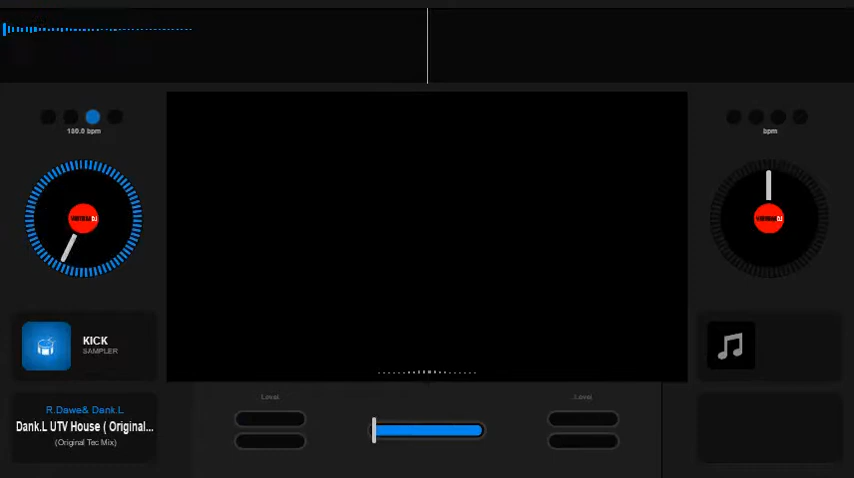 180.0 bpm
bpm
KICK
SAMPLER
R.Dawe& Dank.L
Dank.L UTV House ( Original...
(Original Tec Mix)
Level
Level